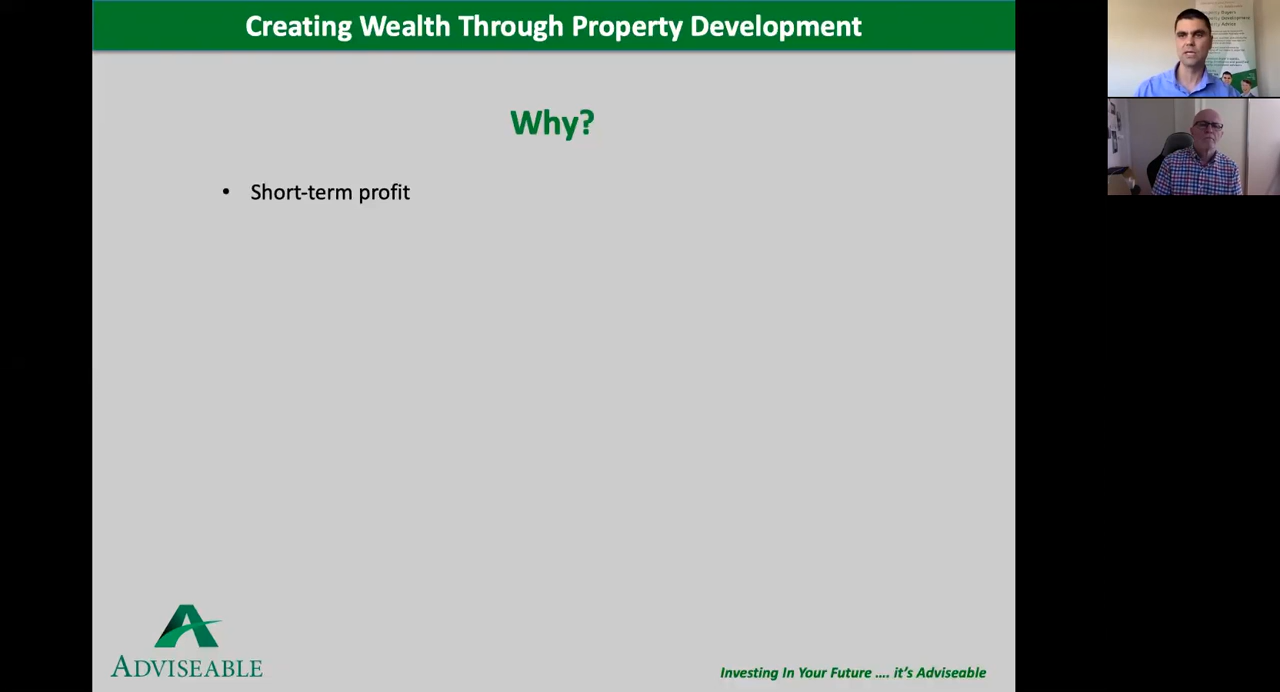 Creating Wealth Through Property Development
Why?
• Short-term profit
ADVISEABLE
Investing In Your Future .... it's Adviseable